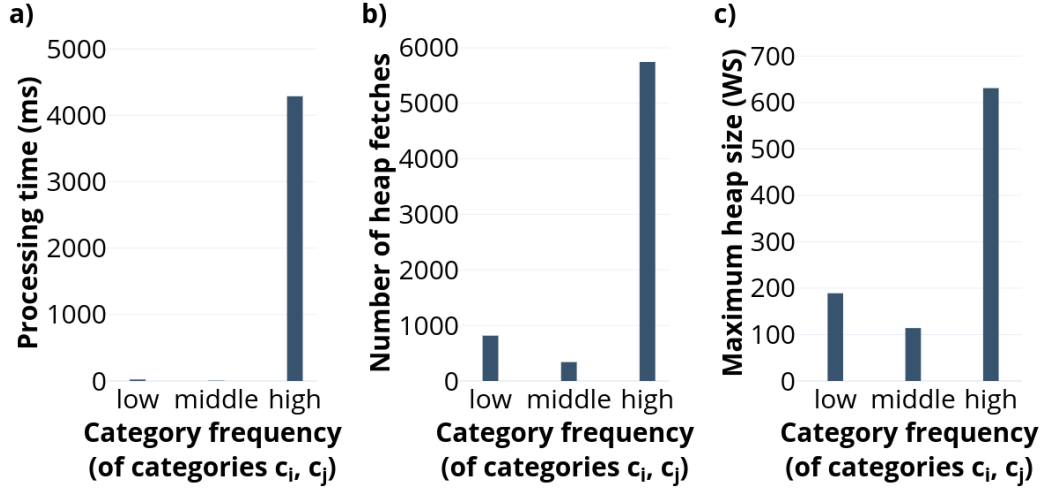 a)
Processing time (ms)
5000
4000
3000
2000
1000
0
low middle high
Category frequency
(of categories cᵢ, cⱼ)
b)
Number of heap fetches
6000
5000
4000
3000
2000
1000
0
low middle high
Category frequency
(of categories cᵢ, cⱼ)
c)
Maximum heap size (WS)
700
600
500
400
300
200
100
0
low middle high
Category frequency
(of categories cᵢ, cⱼ)